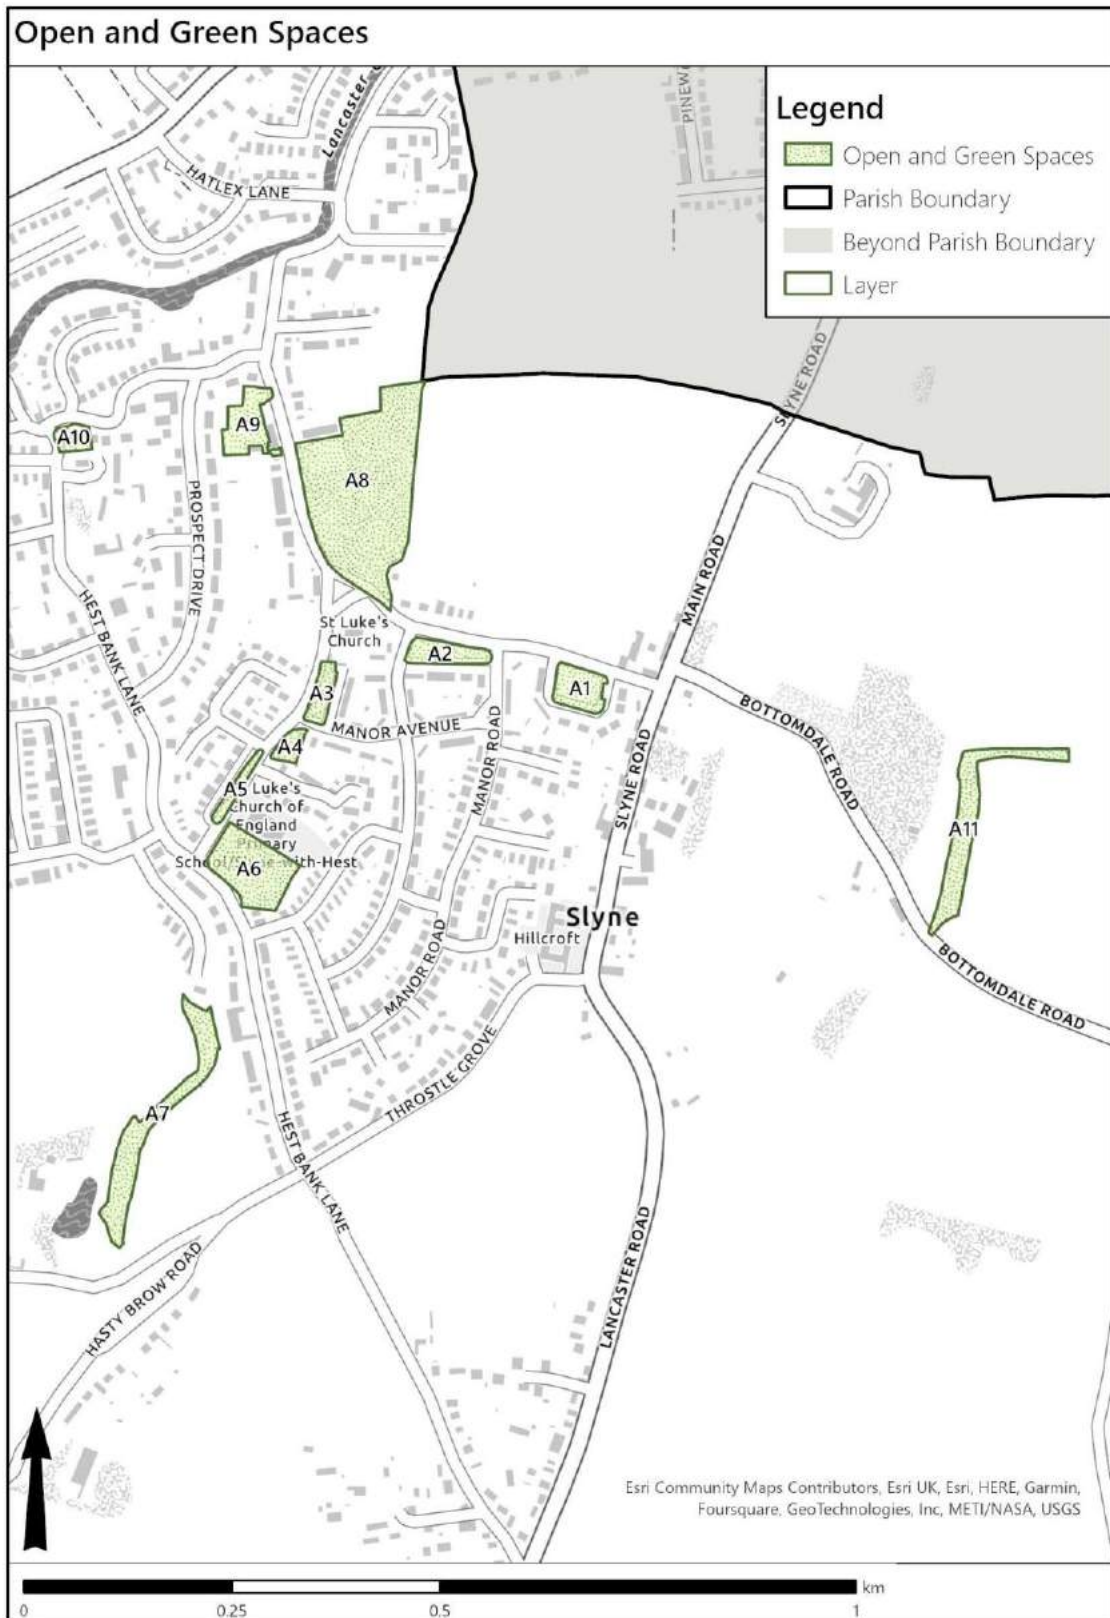 Open and Green Spaces
Legend
Open and Green Spaces
Parish Boundary
Beyond Parish Boundary
Layer
Lancaster
PINEW
HATLEX LANE
SLYNE ROAD
A10
A9
A8
PROSPECT DRIVE
MAIN ROAD
HEST BANK LANE
St Luke's
Church
A2
A1
A3
MANOR AVENUE
MANOR ROAD
BOTTOMDALE ROAD
A4
SLYNE ROAD
A5
Luke's
Church of
England
Primary
School/Slyne-with-Hest
A6
A11
Slyne
Hillcroft
MANOR ROAD
BOTTOMDALE ROAD
THROSTLE GROVE
A7
HEST BANK LANE
HASTY BROW ROAD
LANCASTER ROAD
Esri Community Maps Contributors, Esri UK, Esri, HERE, Garmin,
Foursquare, GeoTechnologies, Inc, METI/NASA, USGS
km
0 0.25 0.5 1